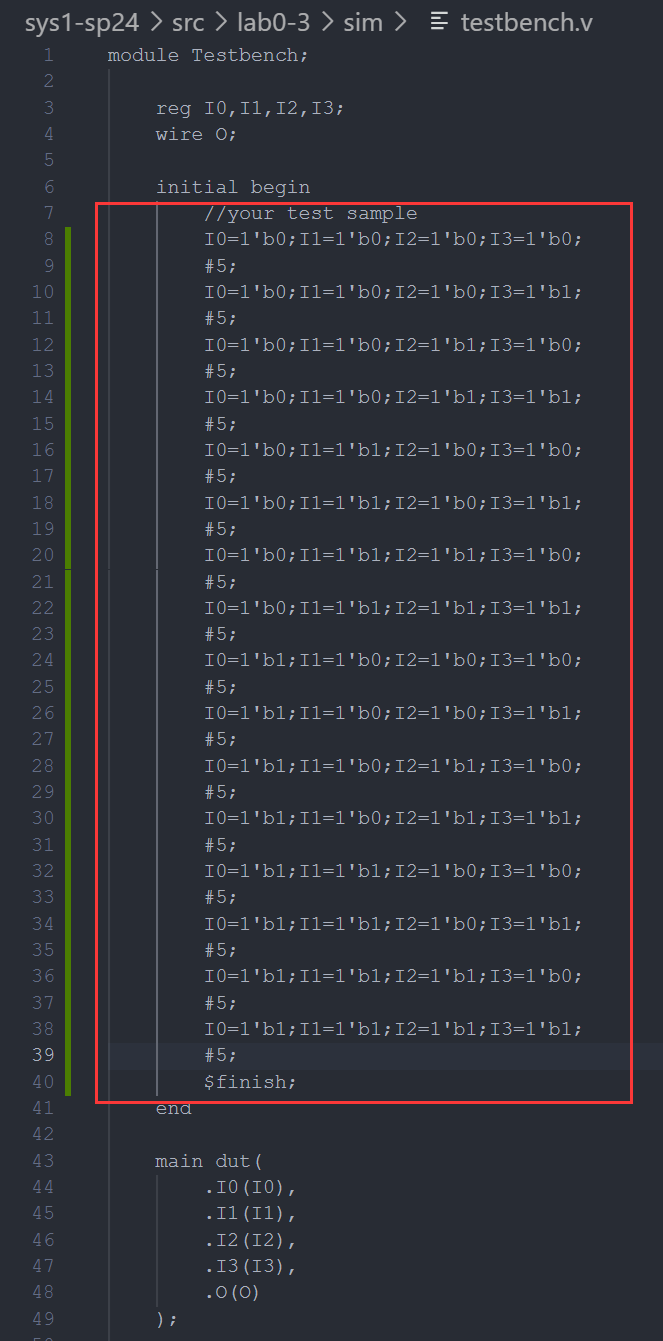 sys1-sp24 > src > lab0-3 > sim > testbench.v
1 module Testbench;
2
3 reg I0,I1,I2,I3;
4 wire O;
5
6 initial begin
7 //your test sample
8 I0=1'b0;I1=1'b0;I2=1'b0;I3=1'b0;
9 #5;
10 I0=1'b0;I1=1'b0;I2=1'b0;I3=1'b1;
11 #5;
12 I0=1'b0;I1=1'b0;I2=1'b1;I3=1'b0;
13 #5;
14 I0=1'b0;I1=1'b0;I2=1'b1;I3=1'b1;
15 #5;
16 I0=1'b0;I1=1'b1;I2=1'b0;I3=1'b0;
17 #5;
18 I0=1'b0;I1=1'b1;I2=1'b0;I3=1'b1;
19 #5;
20 I0=1'b0;I1=1'b1;I2=1'b1;I3=1'b0;
21 #5;
22 I0=1'b0;I1=1'b1;I2=1'b1;I3=1'b1;
23 #5;
24 I0=1'b1;I1=1'b0;I2=1'b0;I3=1'b0;
25 #5;
26 I0=1'b1;I1=1'b0;I2=1'b0;I3=1'b1;
27 #5;
28 I0=1'b1;I1=1'b0;I2=1'b1;I3=1'b0;
29 #5;
30 I0=1'b1;I1=1'b0;I2=1'b1;I3=1'b1;
31 #5;
32 I0=1'b1;I1=1'b1;I2=1'b0;I3=1'b0;
33 #5;
34 I0=1'b1;I1=1'b1;I2=1'b0;I3=1'b1;
35 #5;
36 I0=1'b1;I1=1'b1;I2=1'b1;I3=1'b0;
37 #5;
38 I0=1'b1;I1=1'b1;I2=1'b1;I3=1'b1;
39 #5;
40 $finish;
41 end
42
43 main dut(
44 .I0(I0),
45 .I1(I1),
46 .I2(I2),
47 .I3(I3),
48 .O(O)
49 );